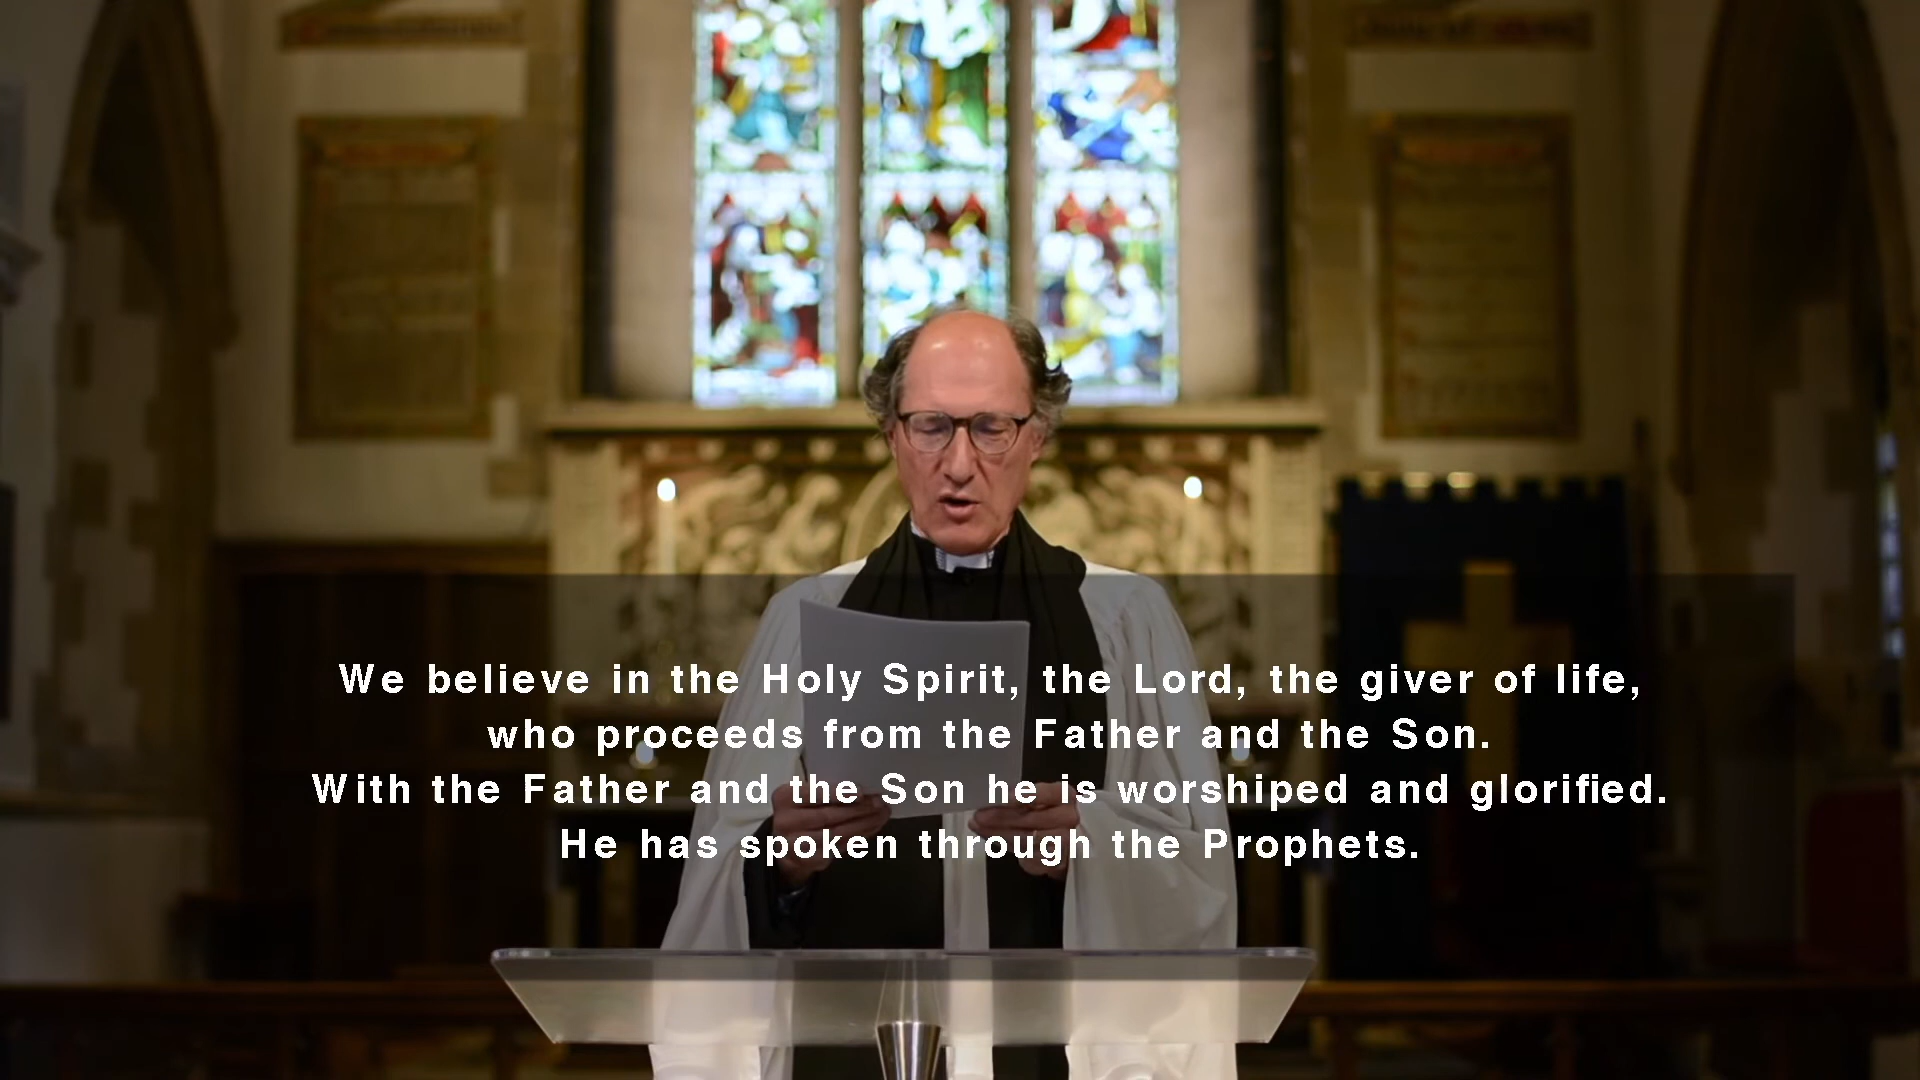 We believe in the Holy Spirit, the Lord, the giver of life,
who proceeds from the Father and the Son.
With the Father and the Son he is worshiped and glorified.
He has spoken through the Prophets.